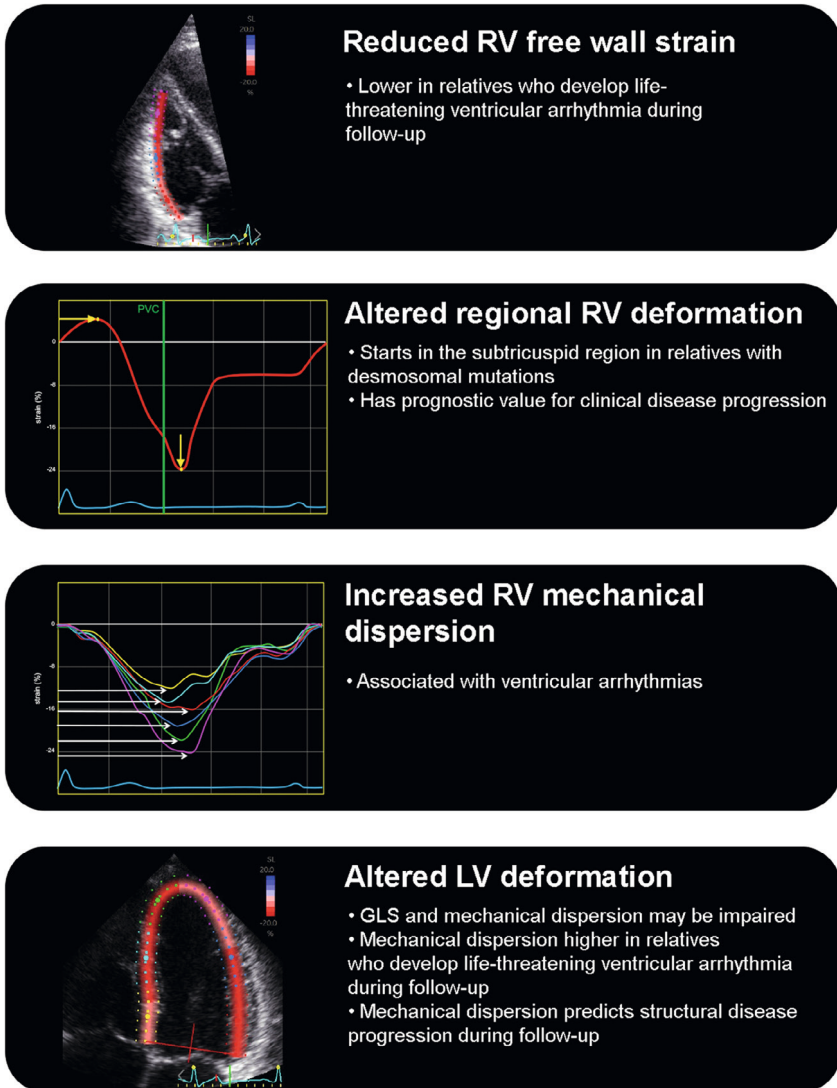 SL
20.0
-20.0
%
Reduced RV free wall strain
• Lower in relatives who develop life-
threatening ventricular arrhythmia during
follow-up
PVC
0
-8
-16
-24
strain (%)
Altered regional RV deformation
• Starts in the subtricuspid region in relatives with
desmosomal mutations
• Has prognostic value for clinical disease progression
0
-8
-16
-24
strain (%)
Increased RV mechanical
dispersion
• Associated with ventricular arrhythmias
SL
20.0
-20.0
%
Altered LV deformation
• GLS and mechanical dispersion may be impaired
• Mechanical dispersion higher in relatives
who develop life-threatening ventricular arrhythmia
during follow-up
• Mechanical dispersion predicts structural disease
progression during follow-up